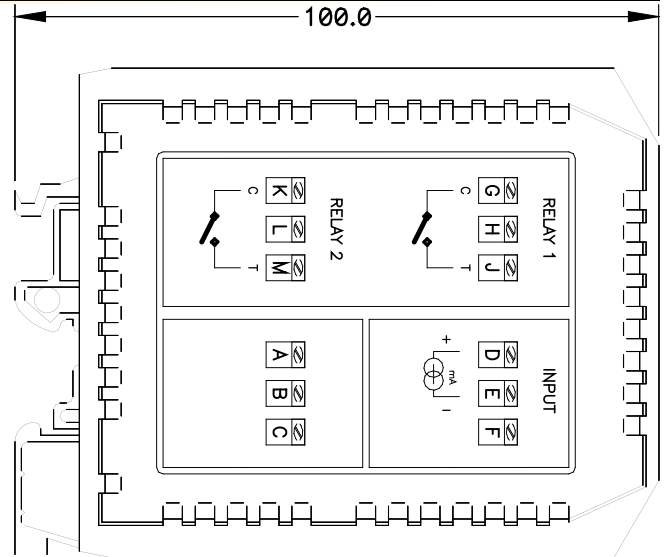 100.0
RELAY 1
G H J
C T
RELAY 2
K L M
C T
INPUT
D E F
+ mA -
A B C